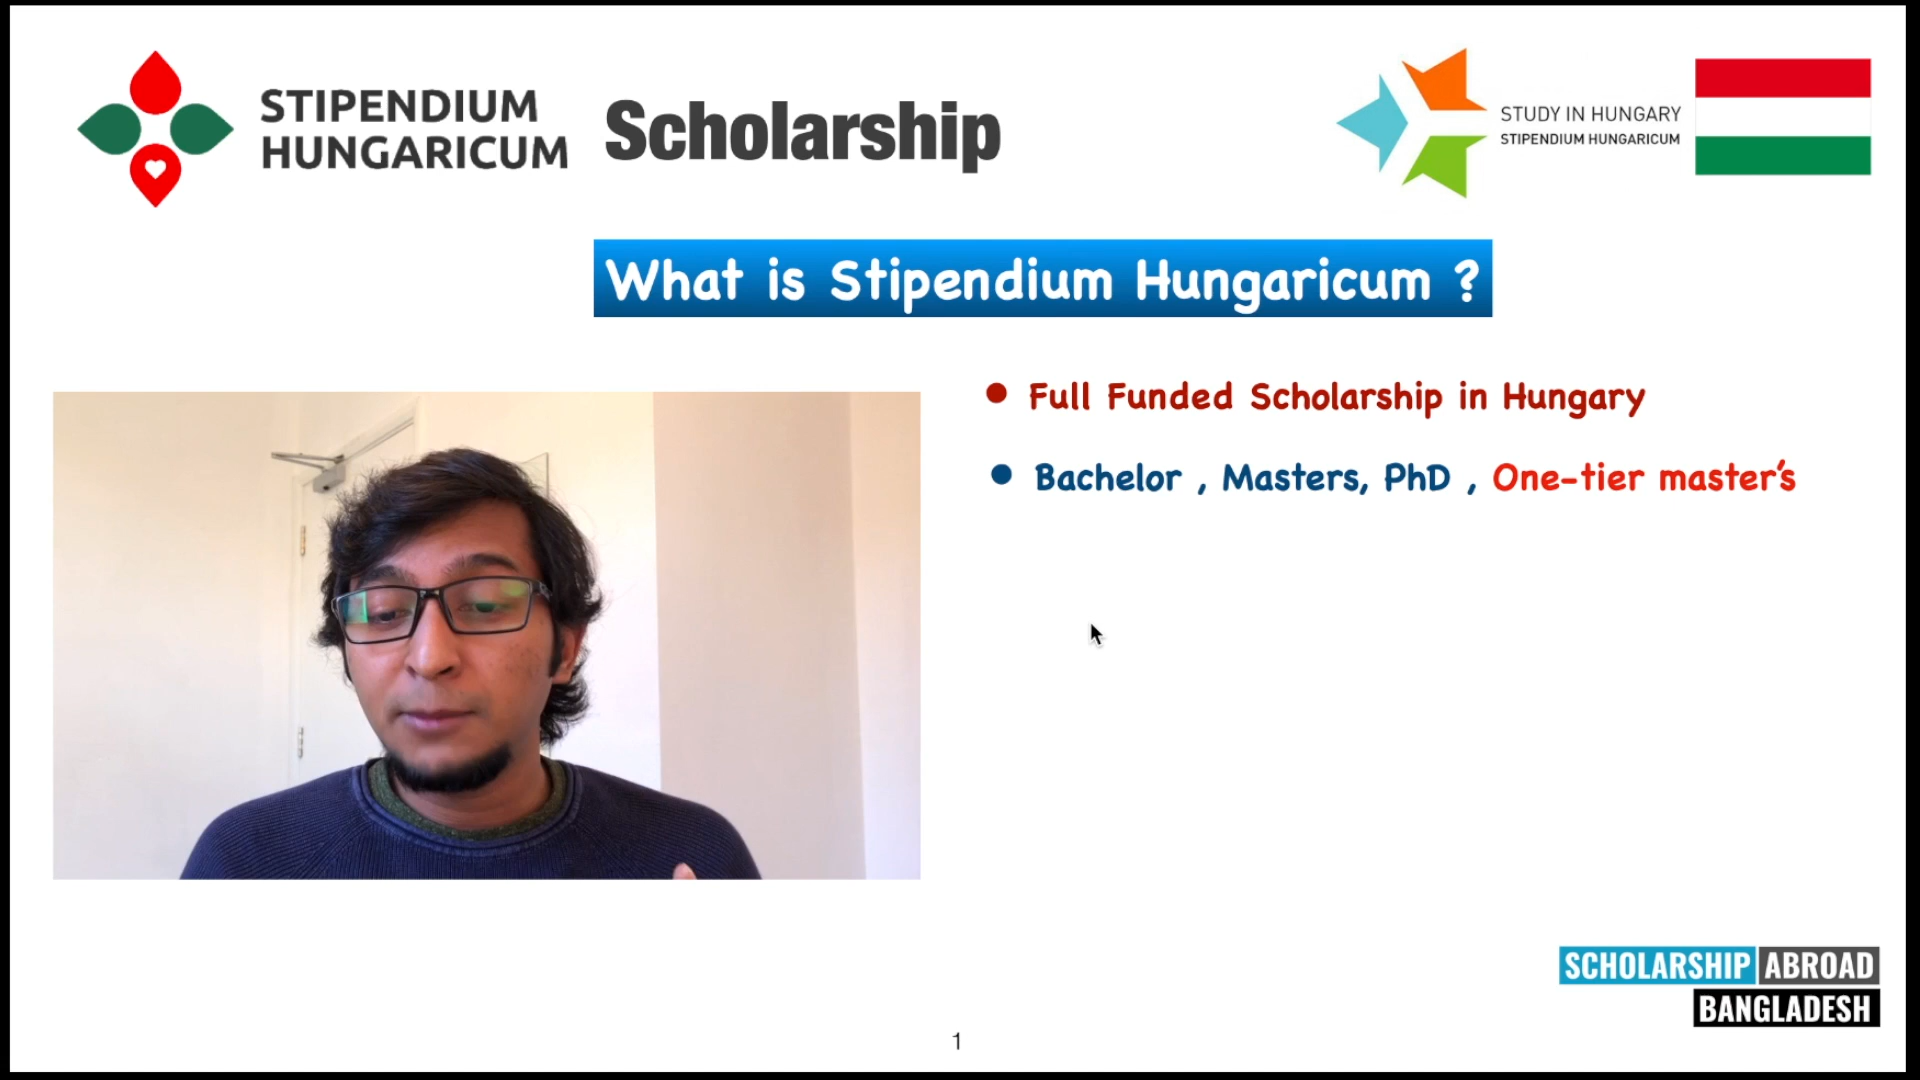 STIPENDIUM
HUNGARICUM
Scholarship
STUDY IN HUNGARY
STIPENDIUM HUNGARICUM
What is Stipendium Hungaricum ?
Full Funded Scholarship in Hungary
Bachelor , Masters, PhD , One-tier master's
SCHOLARSHIP ABROAD
BANGLADESH
1